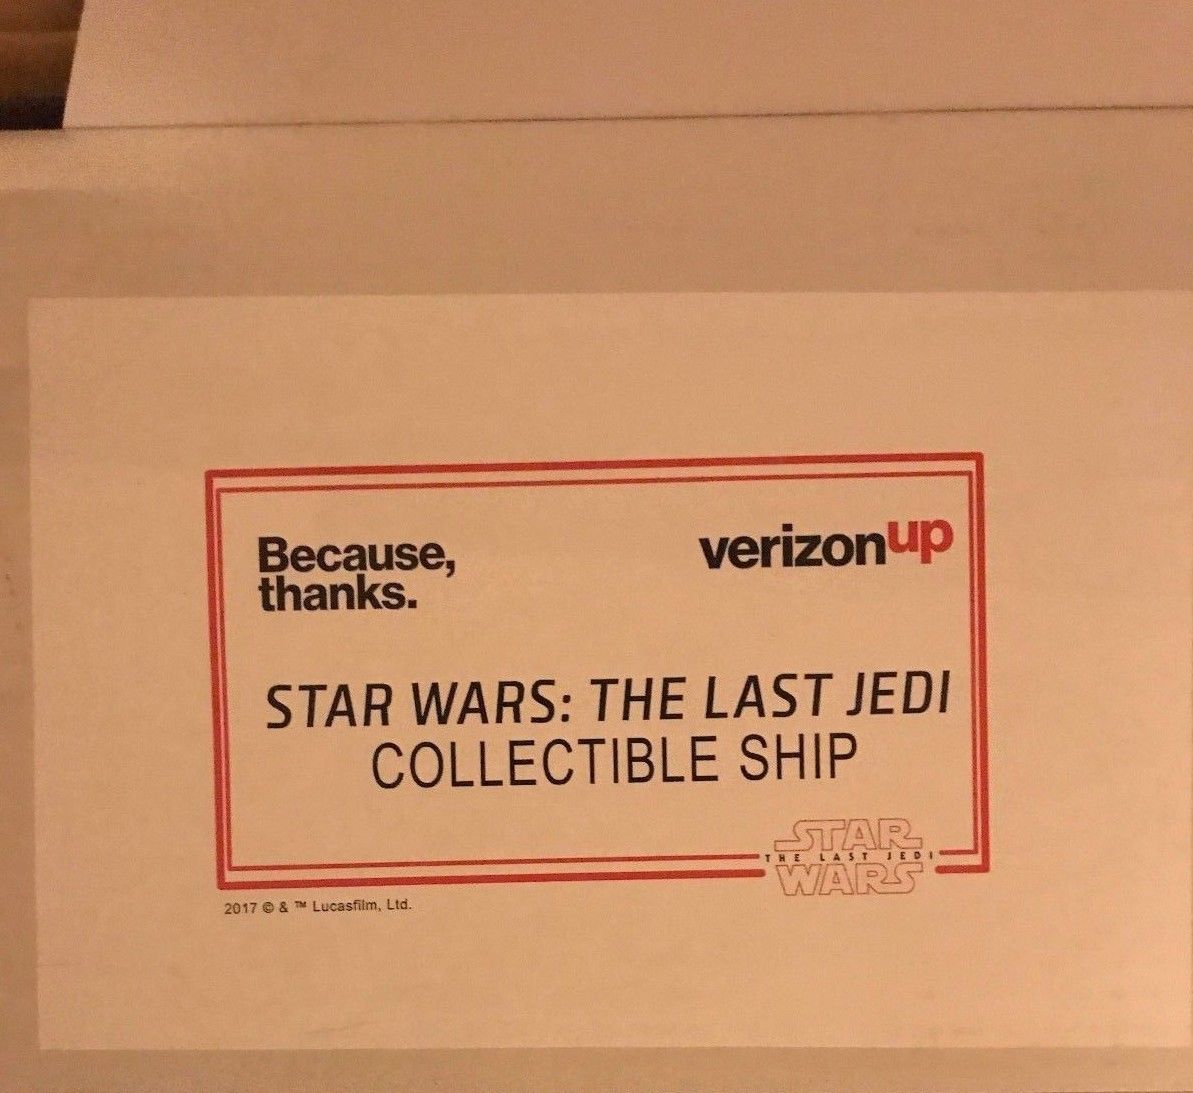 Because,
thanks.
verizonup
STAR WARS: THE LAST JEDI
COLLECTIBLE SHIP
STAR
THE LAST JEDI
WARS
2017 © & ™ Lucasfilm, Ltd.